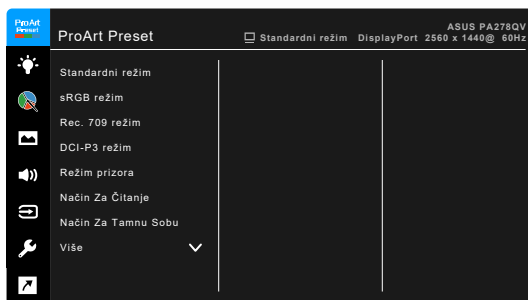 ProArt
Preset
ProArt Preset
Standardni režim DisplayPort 2560 x 1440@ 60Hz
ASUS PA278QV
Standardni režim
sRGB režim
Rec. 709 režim
DCI-P3 režim
Režim prizora
Način Za Čitanje
Način Za Tamnu Sobu
Više